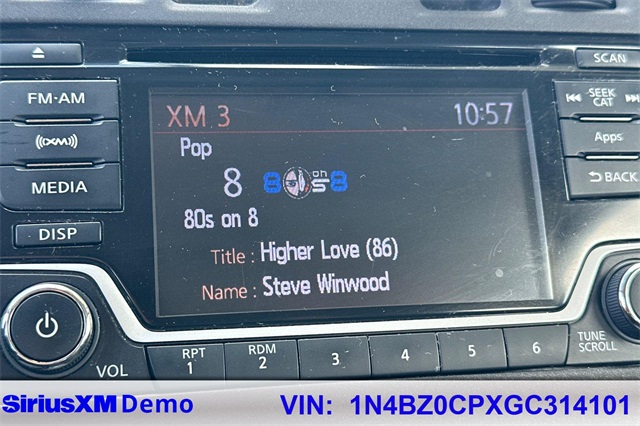 SCAN
FM·AM
SEEK
CAT
XM
Apps
MEDIA
BACK
DISP
XM 3
10:57
Pop
8
8 on 8
80s on 8
Title : Higher Love (86)
Name : Steve Winwood
VOL
RPT
1
RDM
2
3
4
5
6
TUNE
SCROLL
SiriusXM Demo
VIN: 1N4BZ0CPXGC314101